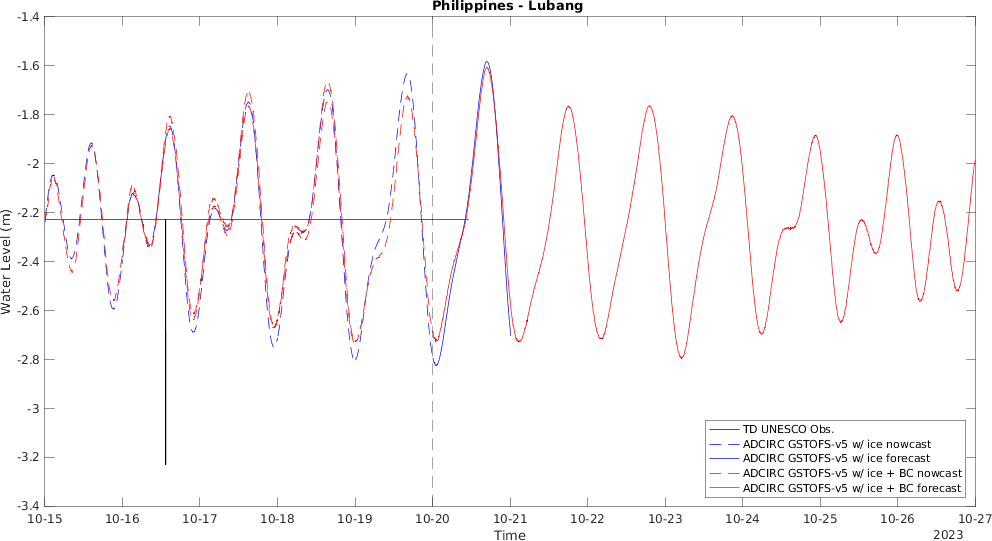 Philippines - Lubang
Water Level (m)
-1.4
-1.6
-1.8
-2
-2.2
-2.4
-2.6
-2.8
-3
-3.2
-3.4
TD UNESCO Obs.
ADCIRC GSTOFS-v5 w/ ice nowcast
ADCIRC GSTOFS-v5 w/ ice forecast
ADCIRC GSTOFS-v5 w/ ice + BC nowcast
ADCIRC GSTOFS-v5 w/ ice + BC forecast
10-15 10-16 10-17 10-18 10-19 10-20 10-21 10-22 10-23 10-24 10-25 10-26 10-27
Time
2023